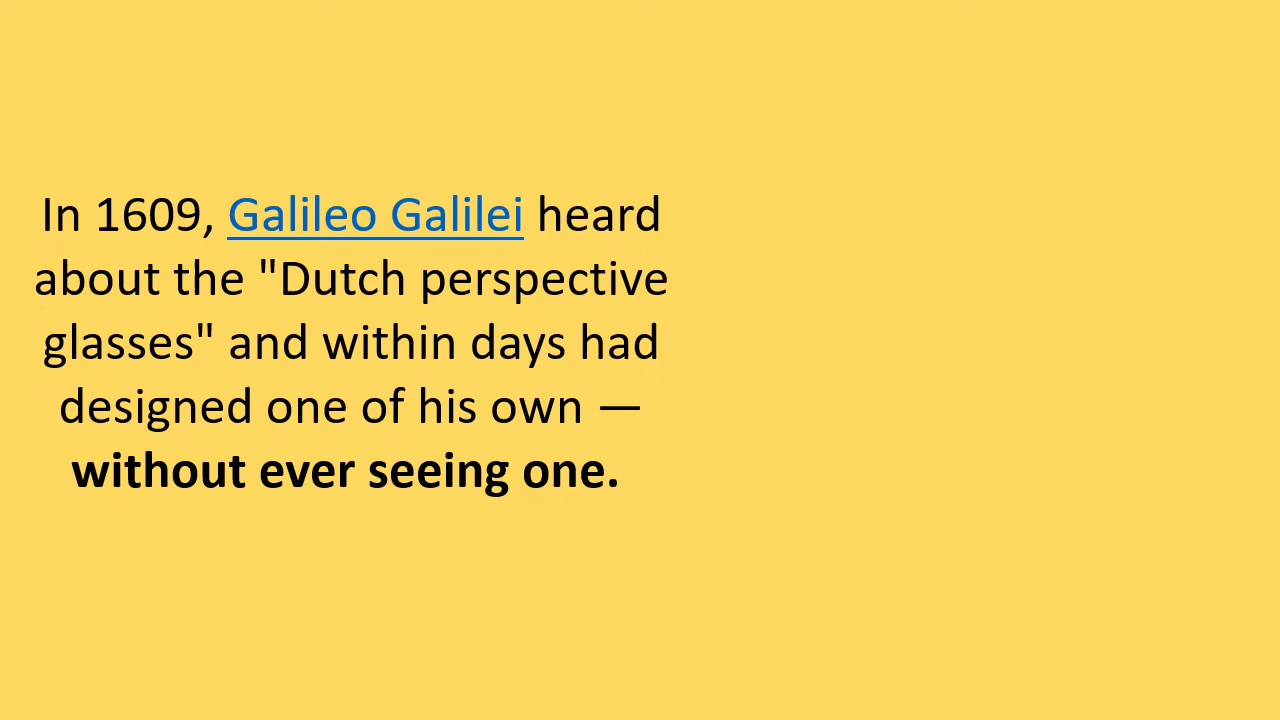 In 1609, Galileo Galilei heard
about the "Dutch perspective
glasses" and within days had
designed one of his own —
without ever seeing one.